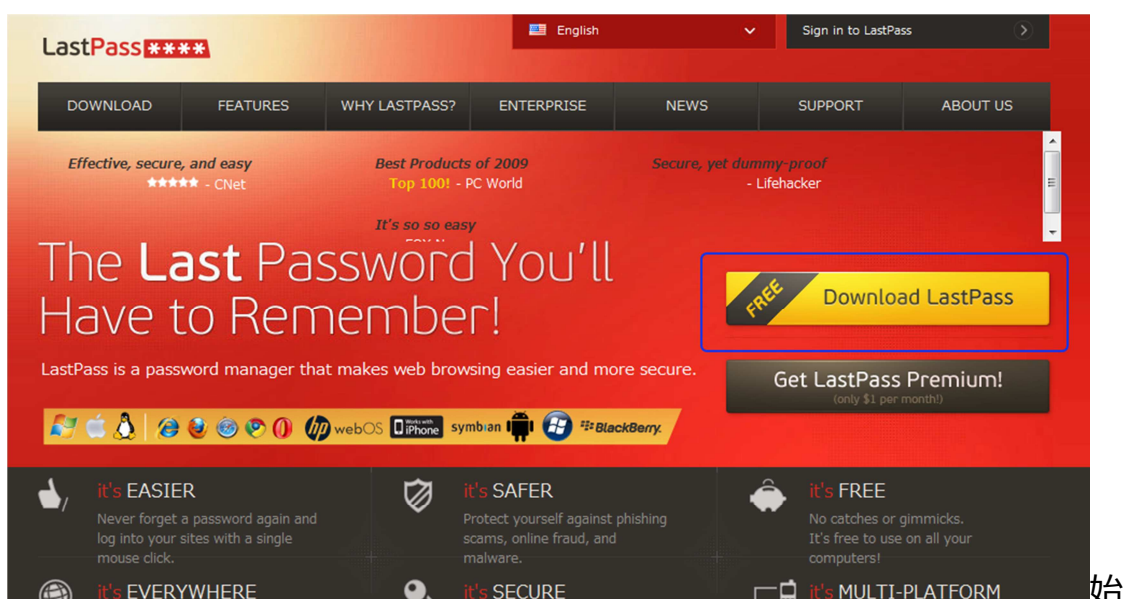 LastPass ****
English
Sign in to LastPass
DOWNLOAD FEATURES WHY LASTPASS? ENTERPRISE NEWS SUPPORT ABOUT US
Effective, secure, and easy
- CNet
Best Products of 2009
Top 100! - PC World
Secure, yet dummy-proof
- Lifehacker
It's so so easy
The Last Password You'll
Have to Remember!
FREE
Download LastPass
LastPass is a password manager that makes web browsing easier and more secure.
Get LastPass Premium!
(only $1 per month!)
hp webOS Works with iPhone symbian BlackBerry.
it's EASIER
Never forget a password again and
log into your sites with a single
mouse click.
it's SAFER
Protect yourself against phishing
scams, online fraud, and
malware.
it's FREE
No catches or gimmicks.
It's free to use on all your
computers!
it's EVERYWHERE
it's SECURE
it's MULTI-PLATFORM
始